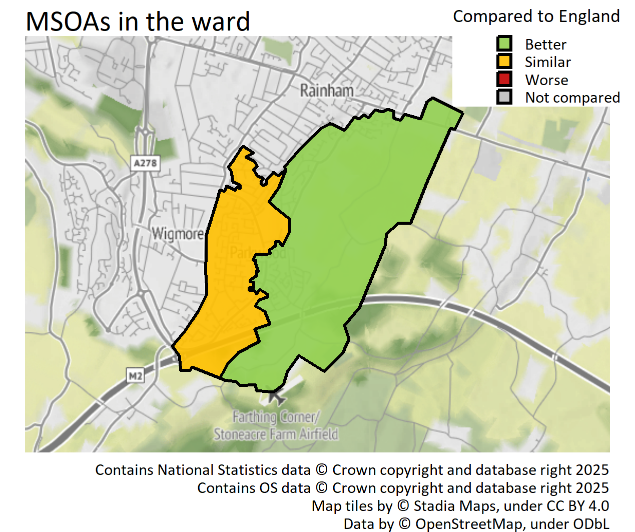 MSOAs in the ward
Compared to England
Better
Similar
Worse
Not compared
Rainham
A278
Wigmore
M2
Farthing Corner/
Stoneacre Farm Airfield
Contains National Statistics data © Crown copyright and database right 2025
Contains OS data © Crown copyright and database right 2025
Map tiles by © Stadia Maps, under CC BY 4.0
Data by © OpenStreetMap, under ODbL